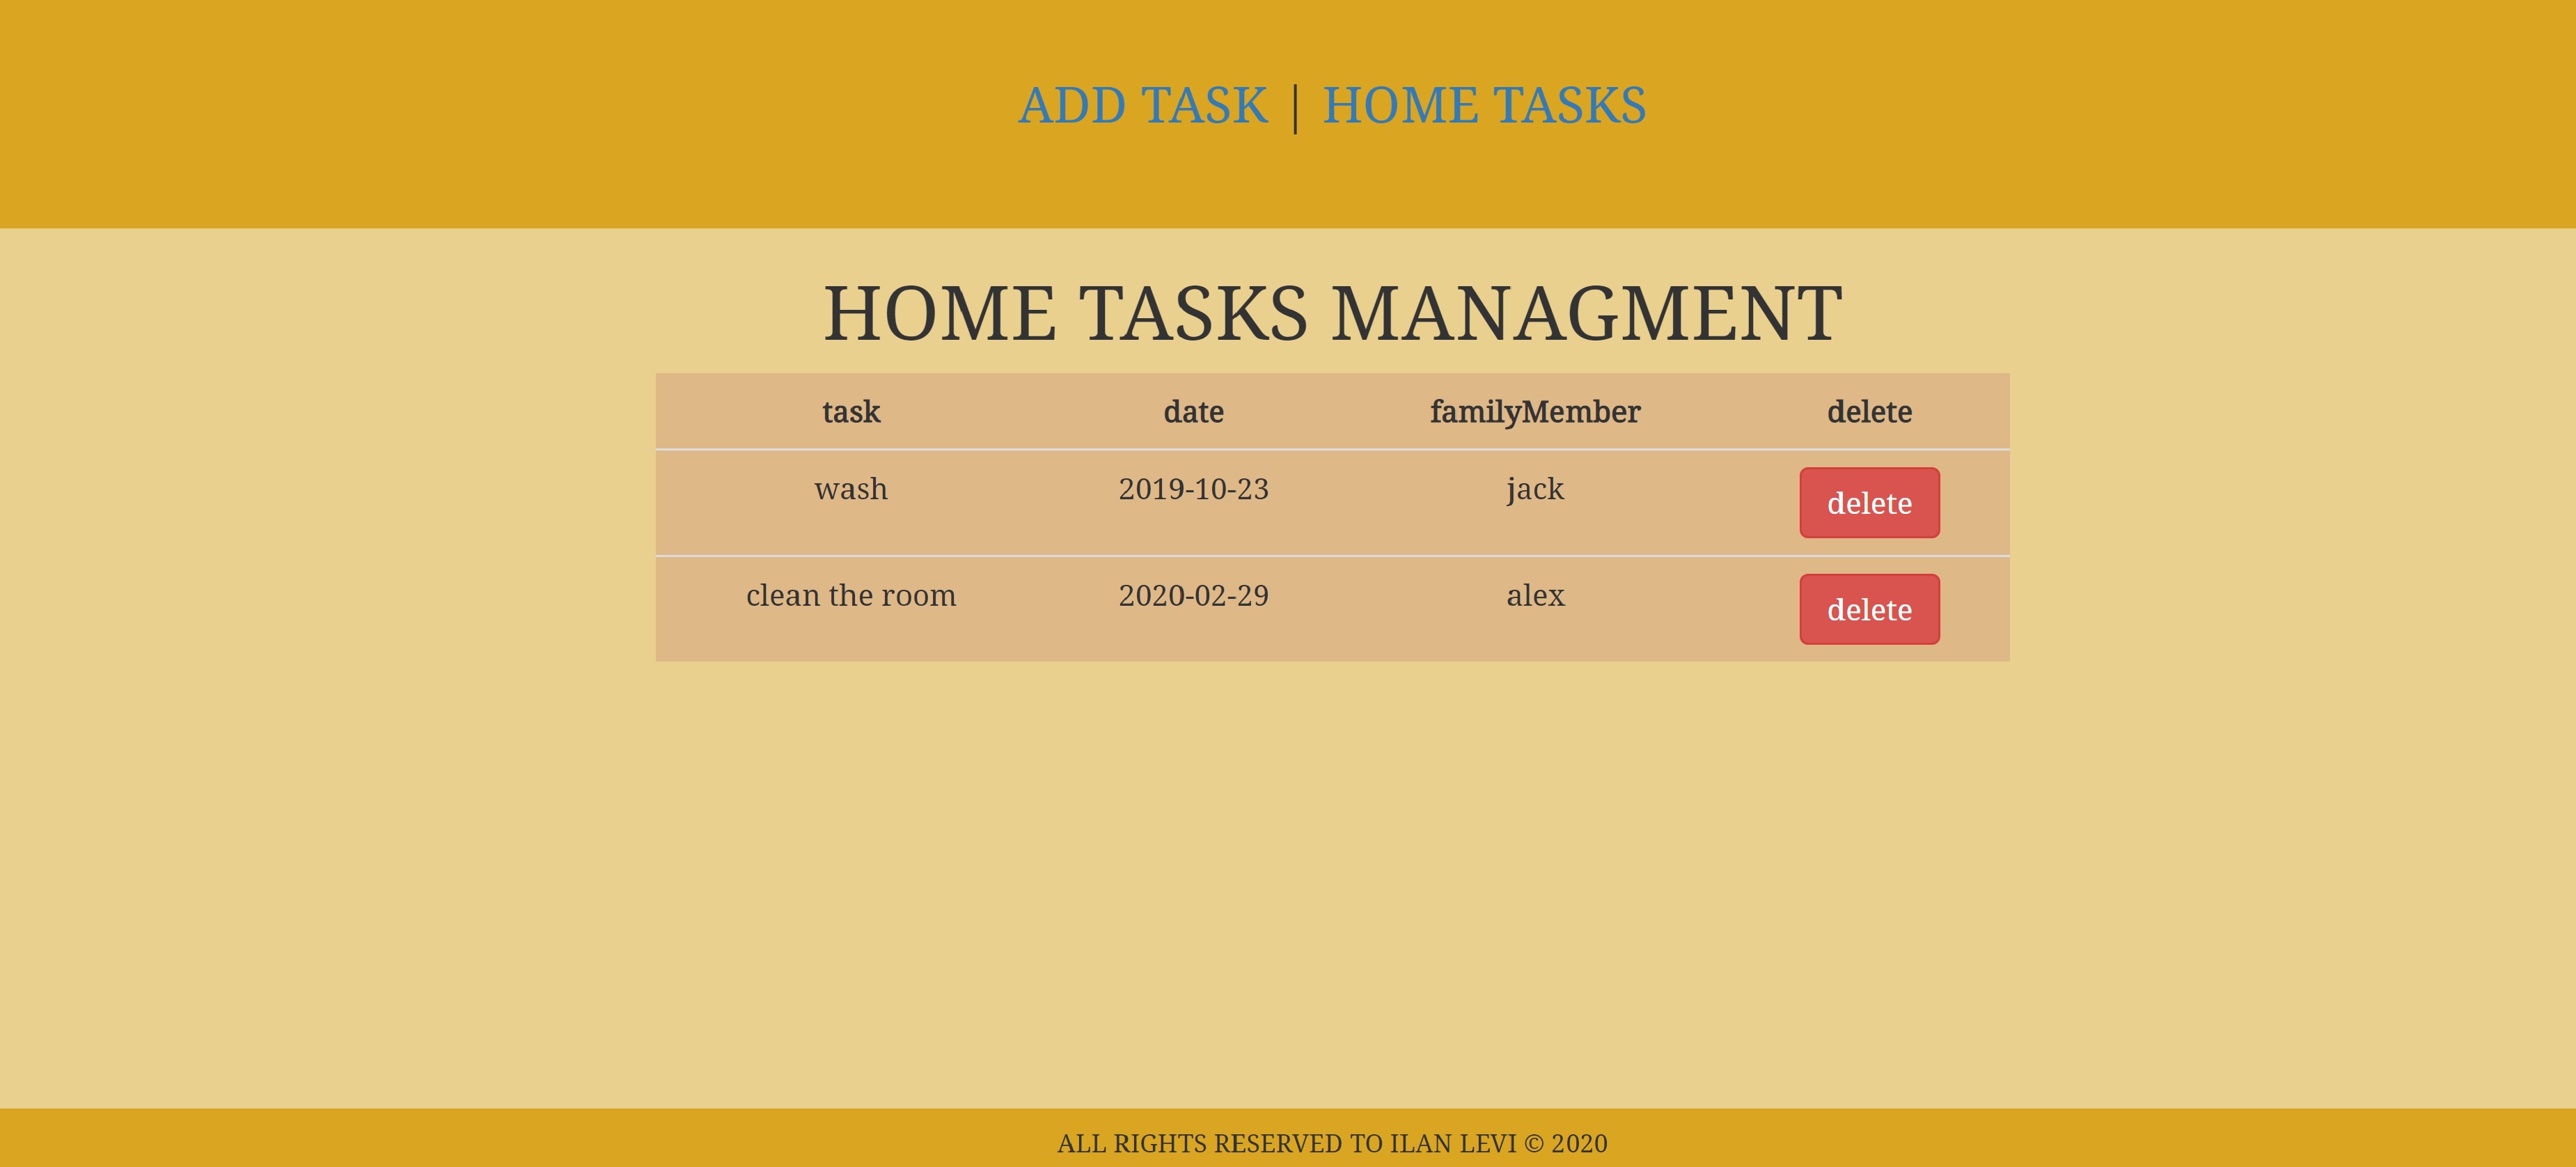 ADD TASK | HOME TASKS
HOME TASKS MANAGMENT
task date familyMember delete
wash 2019-10-23 jack delete
clean the room 2020-02-29 alex delete
ALL RIGHTS RESERVED TO ILAN LEVI © 2020